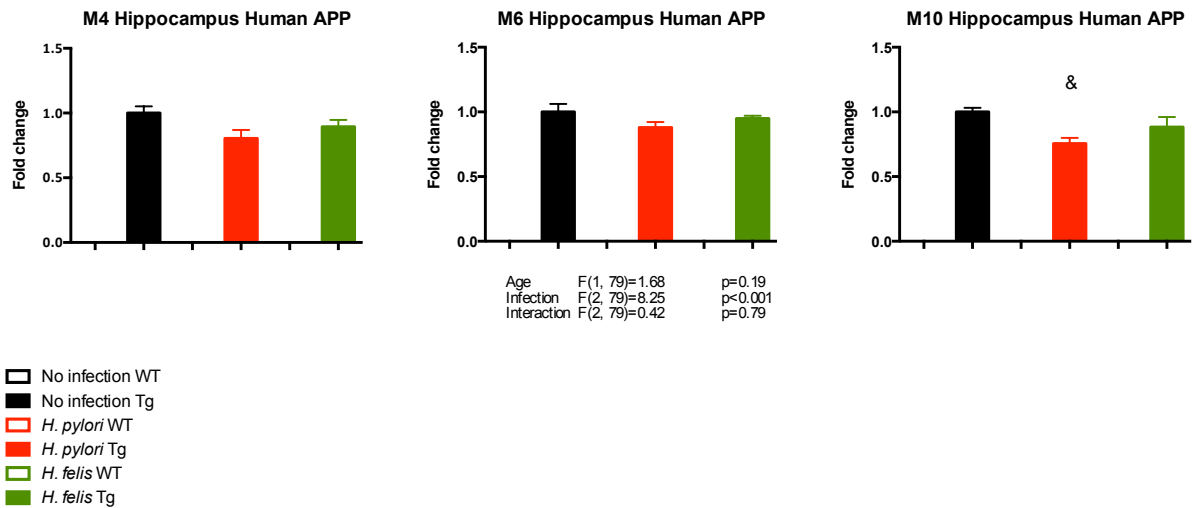 M4 Hippocampus Human APP
1.5
1.0
0.5
0.0
Fold change
M6 Hippocampus Human APP
1.5
1.0
0.5
0.0
Fold change
M10 Hippocampus Human APP
1.5
1.0
0.5
0.0
Fold change
&
Age F(1, 79)=1.68 p=0.19
Infection F(2, 79)=8.25 p<0.001
Interaction F(2, 79)=0.42 p=0.79
No infection WT
No infection Tg
H. pylori WT
H. pylori Tg
H. felis WT
H. felis Tg